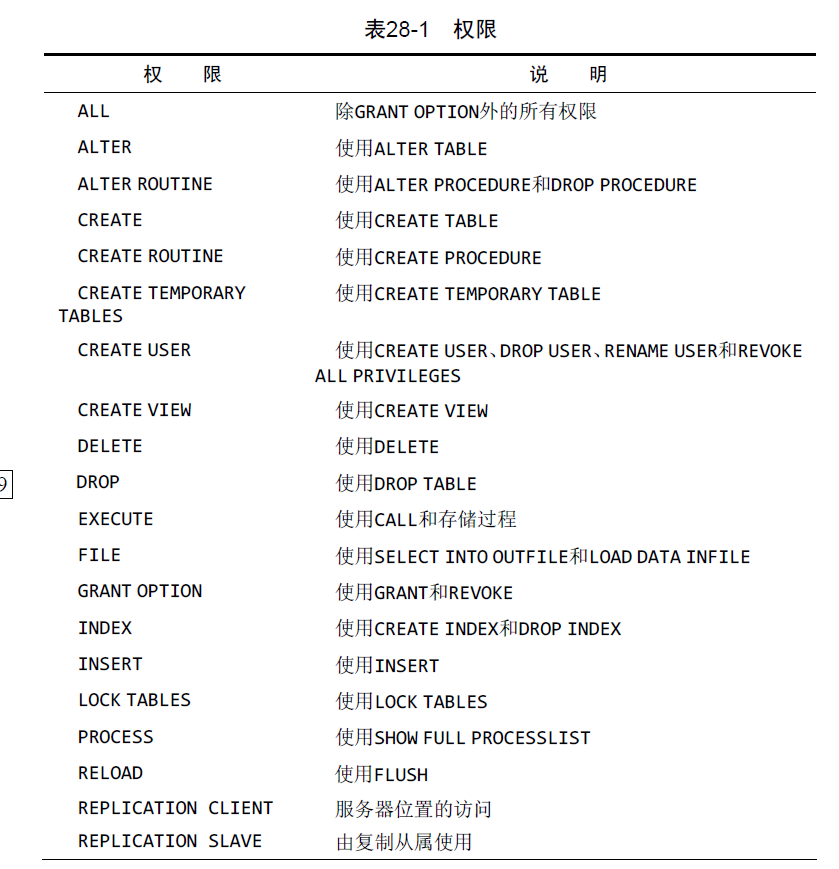 表28-1 权限
权 限 说 明
ALL 除GRANT OPTION外的所有权限
ALTER 使用ALTER TABLE
ALTER ROUTINE 使用ALTER PROCEDURE和DROP PROCEDURE
CREATE 使用CREATE TABLE
CREATE ROUTINE 使用CREATE PROCEDURE
CREATE TEMPORARY 使用CREATE TEMPORARY TABLE
TABLES
CREATE USER 使用CREATE USER、DROP USER、RENAME USER和REVOKE
ALL PRIVILEGES
CREATE VIEW 使用CREATE VIEW
DELETE 使用DELETE
9
DROP 使用DROP TABLE
EXECUTE 使用CALL和存储过程
FILE 使用SELECT INTO OUTFILE和LOAD DATA INFILE
GRANT OPTION 使用GRANT和REVOKE
INDEX 使用CREATE INDEX和DROP INDEX
INSERT 使用INSERT
LOCK TABLES 使用LOCK TABLES
PROCESS 使用SHOW FULL PROCESSLIST
RELOAD 使用FLUSH
REPLICATION CLIENT 服务器位置的访问
REPLICATION SLAVE 由复制从属使用